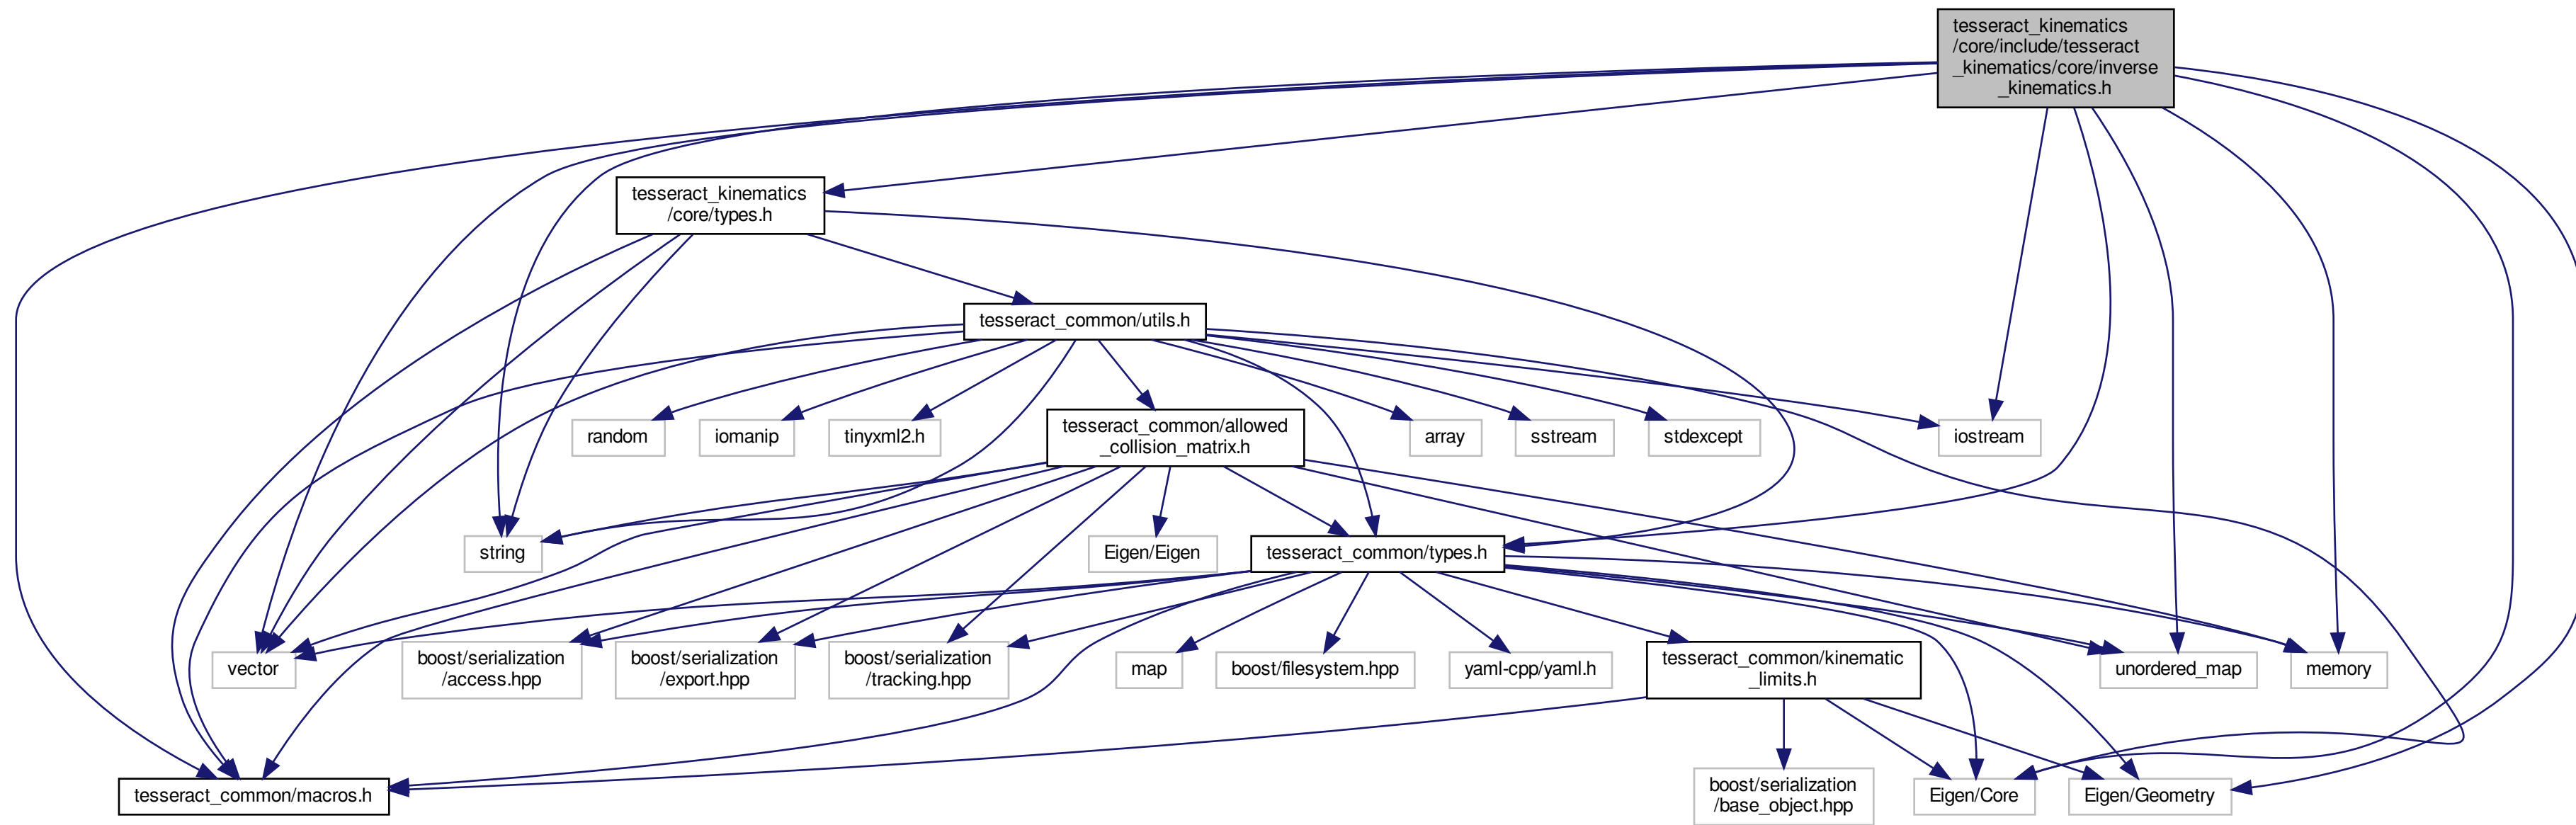 tesseract_kinematics
/core/include/tesseract
_kinematics/core/inverse
_kinematics.h
tesseract_kinematics
/core/types.h
tesseract_common/utils.h
random
iomanip
tinyxml2.h
tesseract_common/allowed
_collision_matrix.h
array
sstream
stdexcept
iostream
string
Eigen/Eigen
tesseract_common/types.h
vector
boost/serialization
/access.hpp
boost/serialization
/export.hpp
boost/serialization
/tracking.hpp
map
boost/filesystem.hpp
yaml-cpp/yaml.h
tesseract_common/kinematic
_limits.h
unordered_map
memory
tesseract_common/macros.h
boost/serialization
/base_object.hpp
Eigen/Core
Eigen/Geometry